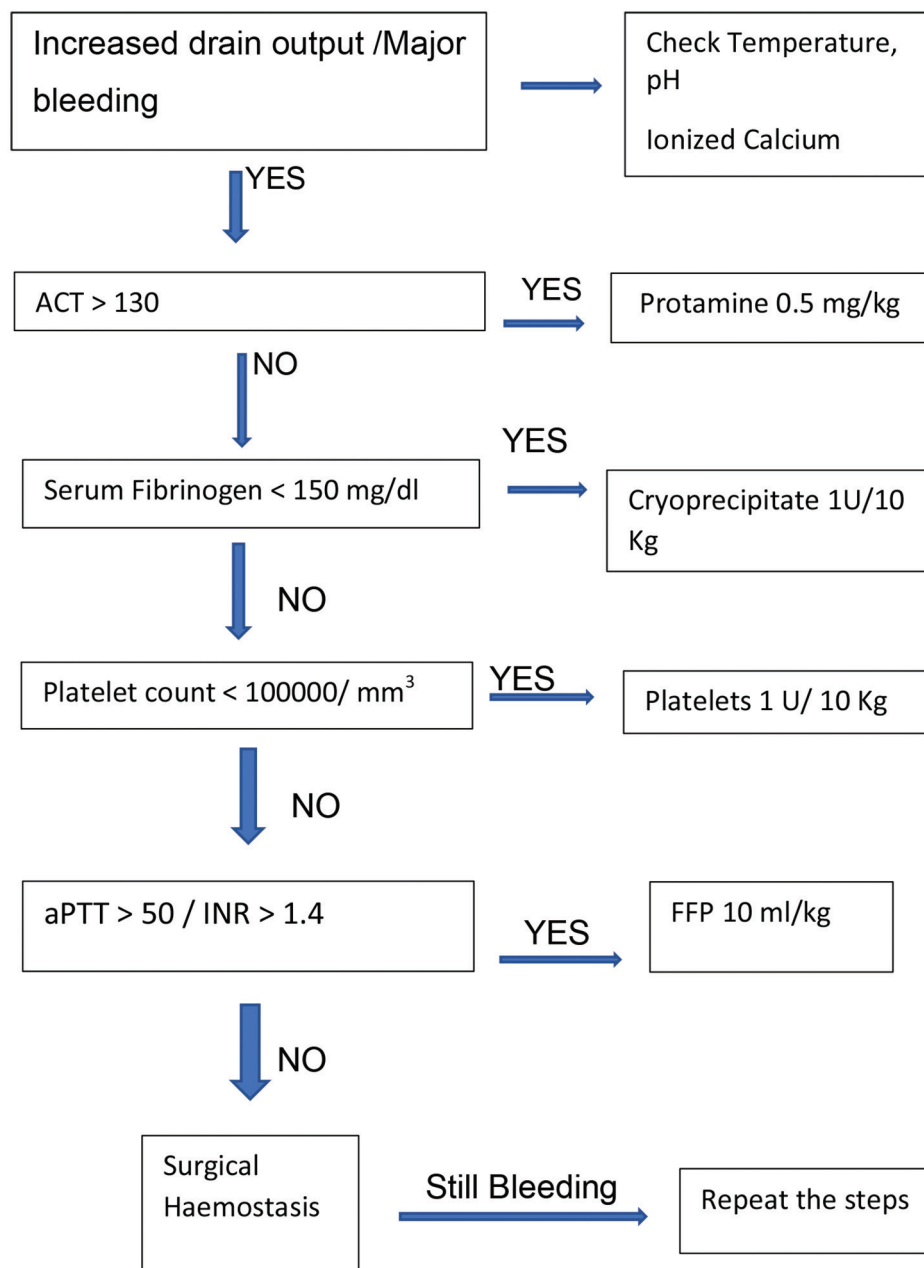 Increased drain output /Major
bleeding
Check Temperature,
pH
Ionized Calcium
YES
ACT > 130
YES
Protamine 0.5 mg/kg
NO
Serum Fibrinogen < 150 mg/dl
YES
Cryoprecipitate 1U/10
Kg
NO
Platelet count < 100000/ mm³
YES
Platelets 1 U/ 10 Kg
NO
aPTT > 50 / INR > 1.4
YES
FFP 10 ml/kg
NO
Surgical
Haemostasis
Still Bleeding
Repeat the steps